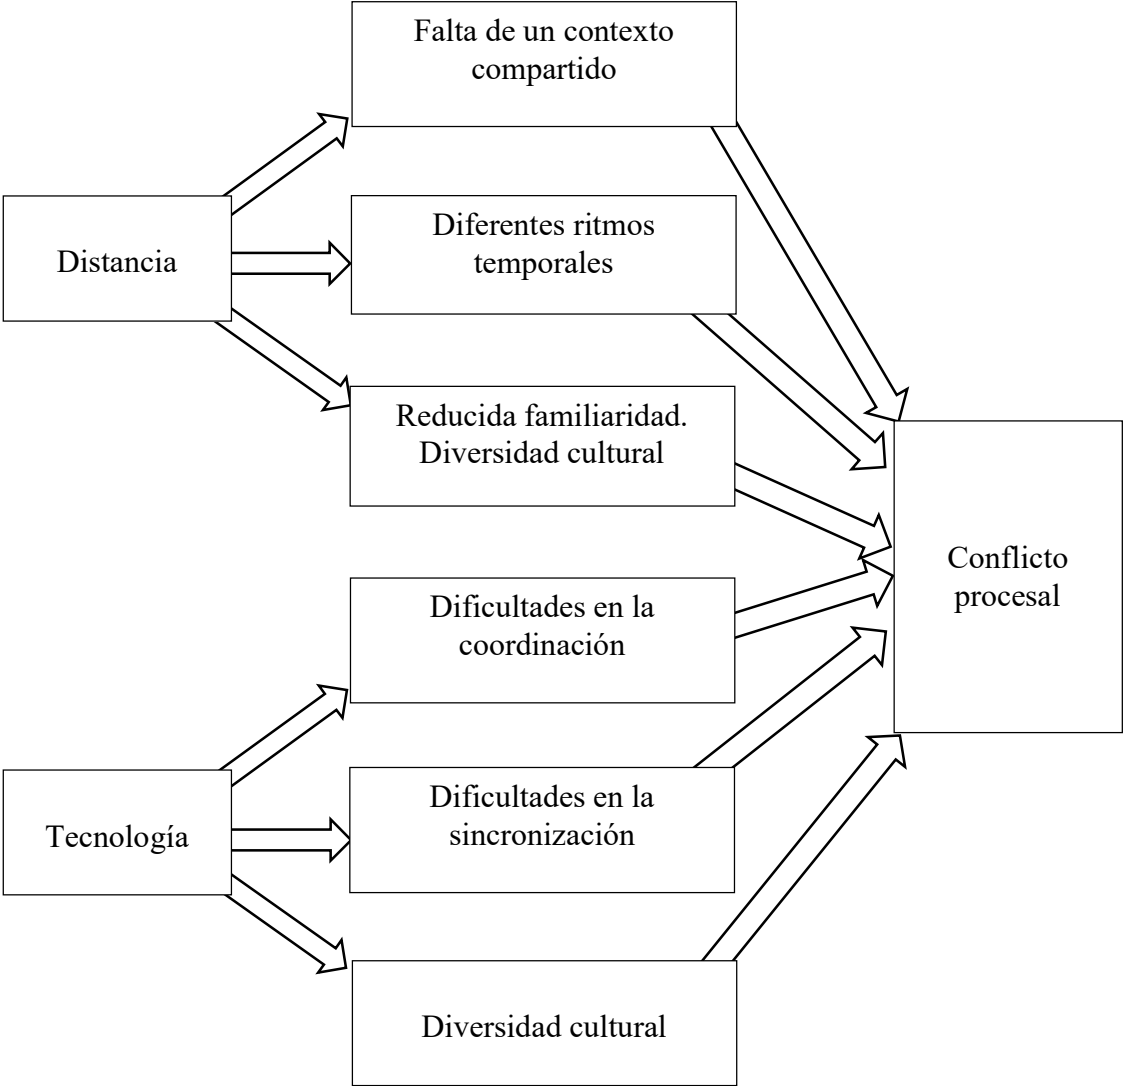 Falta de un contexto
compartido
Distancia
Diferentes ritmos
temporales
Reducida familiaridad.
Diversidad cultural
Conflicto
procesal
Dificultades en la
coordinación
Tecnología
Dificultades en la
sincronización
Diversidad cultural